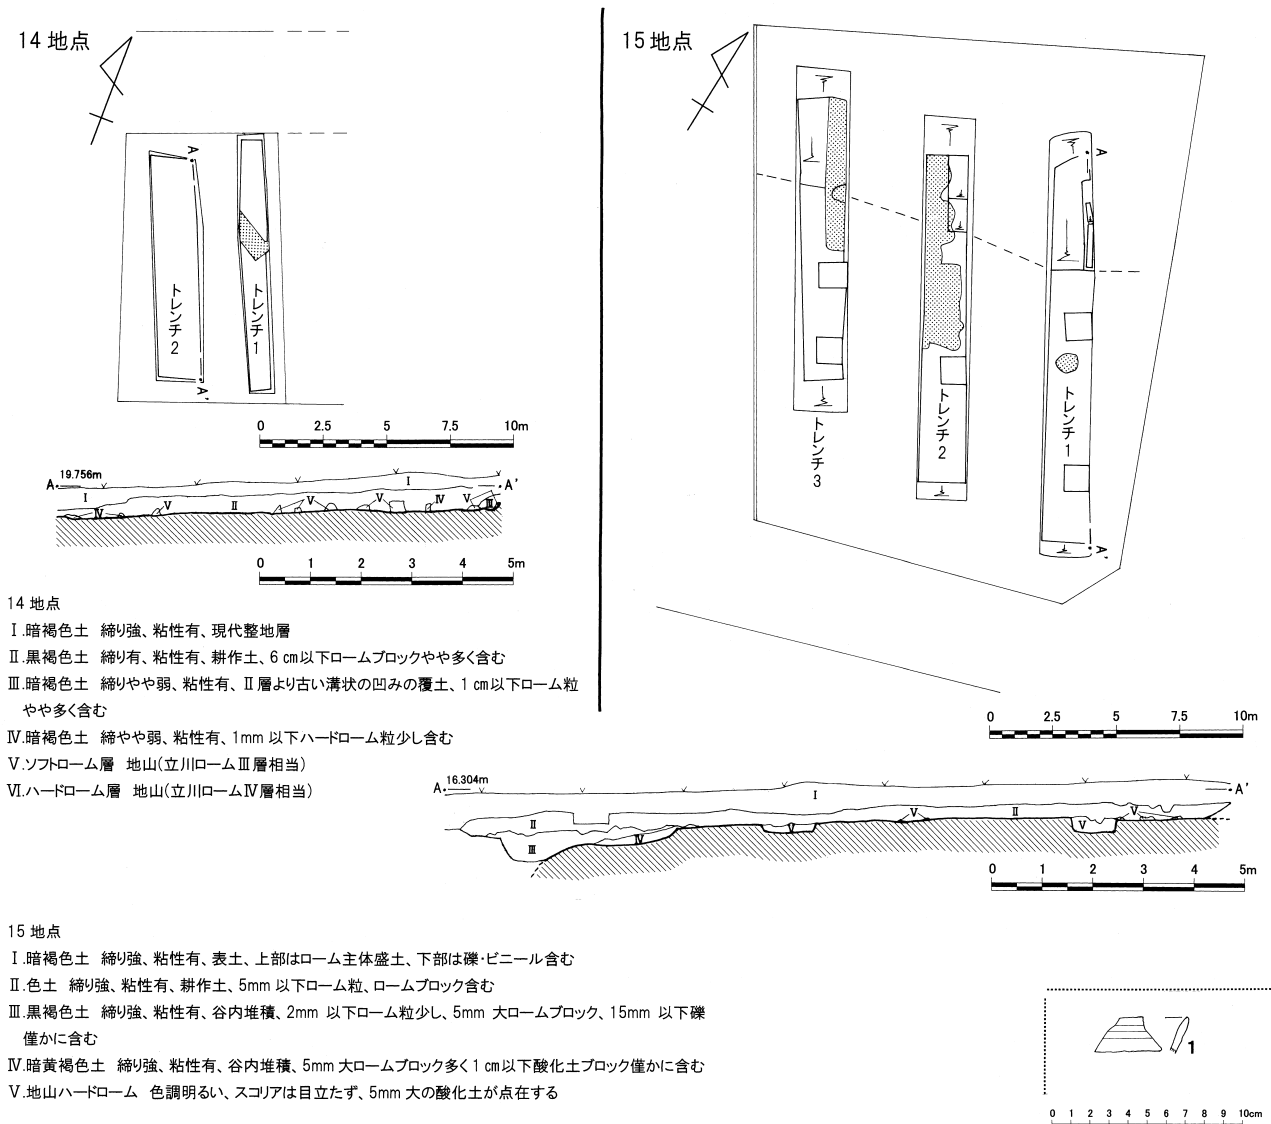 14 地点
A
トレンチ2
A'
トレンチ1
0 2.5 5 7.5 10m
A 19.756m A'
Ⅰ Ⅰ
Ⅳ Ⅴ Ⅱ Ⅴ Ⅴ Ⅳ Ⅴ Ⅲ
0 1 2 3 4 5m
14 地点
Ⅰ.暗褐色土 締り強、粘性有、現代整地層
Ⅱ.黒褐色土 締り有、粘性有、耕作土、6㎝以下ロームブロックやや多く含む
Ⅲ.暗褐色土 締りやや弱、粘性有、Ⅱ層より古い溝状の凹みの覆土、1㎝以下ローム粒
やや多く含む
Ⅳ.暗褐色土 締やや弱、粘性有、1mm 以下ハードローム粒少し含む
Ⅴ.ソフトローム層 地山(立川ロームⅢ層相当)
Ⅵ.ハードローム層 地山(立川ロームⅣ層相当)
15 地点
トレンチ3
トレンチ2
A
トレンチ1
A'
0 2.5 5 7.5 10m
A 16.304m A'
Ⅰ
Ⅱ Ⅴ Ⅱ Ⅴ
Ⅲ Ⅳ Ⅴ Ⅴ
0 1 2 3 4 5m
15 地点
Ⅰ.暗褐色土 締り強、粘性有、表土、上部はローム主体盛土、下部は礫・ビニール含む
Ⅱ.色土 締り強、粘性有、耕作土、5mm 以下ローム粒、ロームブロック含む
Ⅲ.黒褐色土 締り強、粘性有、谷内堆積、2mm 以下ローム粒少し、5mm 大ロームブロック、15mm 以下礫
僅かに含む
Ⅳ.暗黄褐色土 締り強、粘性有、谷内堆積、5mm 大ロームブロック多く1㎝以下酸化土ブロック僅かに含む
Ⅴ.地山ハードローム 色調明るい、スコリアは目立たず、5mm 大の酸化土が点在する
1
0 1 2 3 4 5 6 7 8 9 10cm